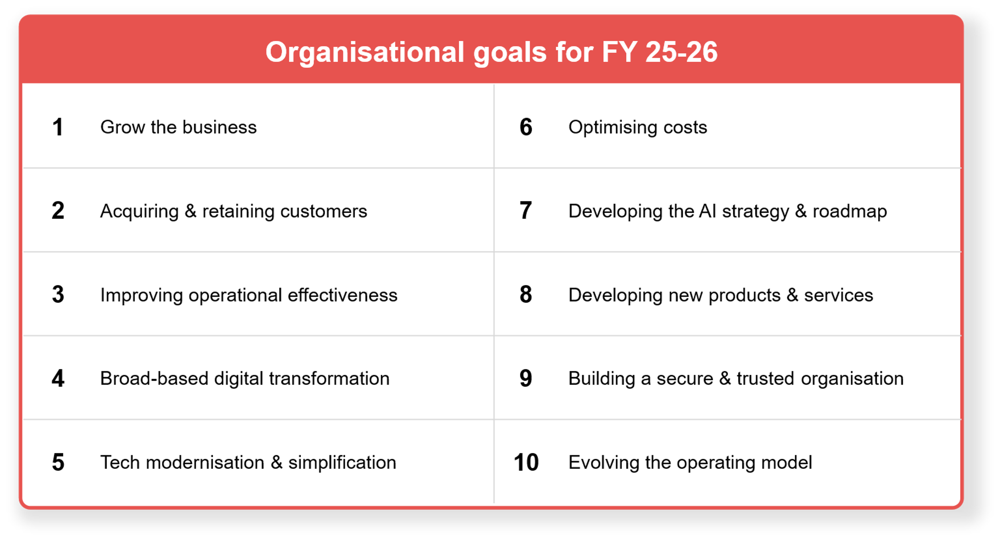 Organisational goals for FY 25-26
1 Grow the business
2 Acquiring & retaining customers
3 Improving operational effectiveness
4 Broad-based digital transformation
5 Tech modernisation & simplification
6 Optimising costs
7 Developing the AI strategy & roadmap
8 Developing new products & services
9 Building a secure & trusted organisation
10 Evolving the operating model